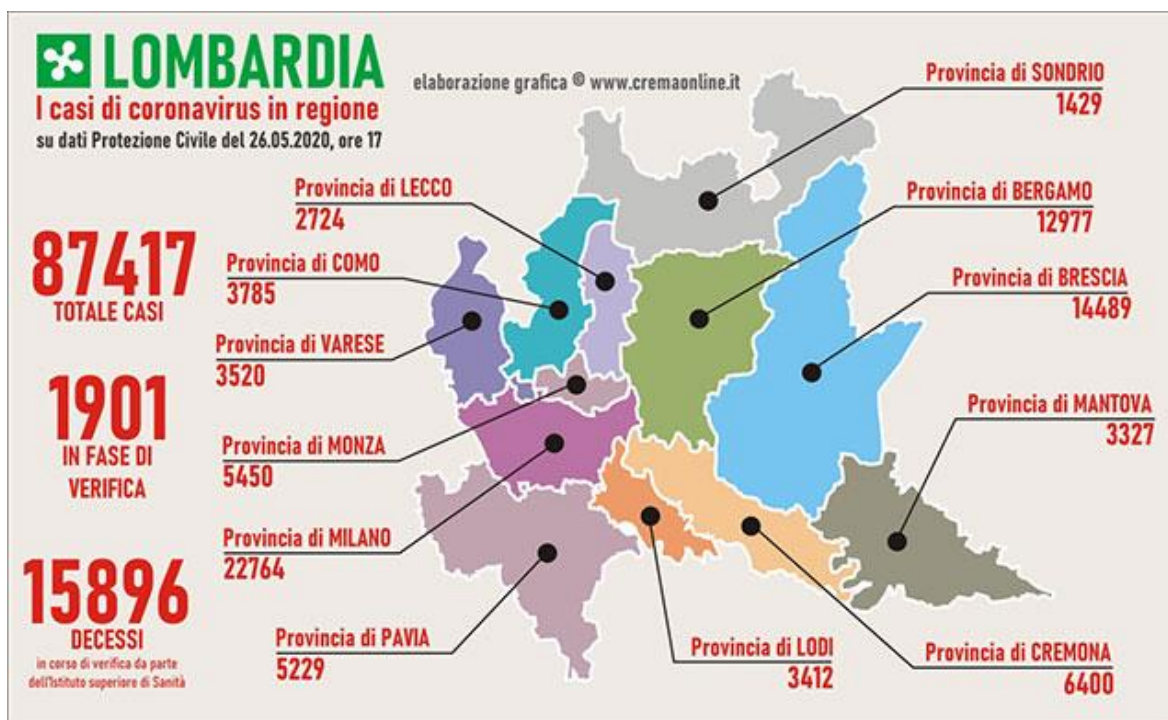 LOMBARDIA
I casi di coronavirus in regione
su dati Protezione Civile del 26.05.2020, ore 17
elaborazione grafica © www.cremaonline.it
Provincia di SONDRIO
1429
Provincia di LECCO
2724
Provincia di BERGAMO
12977
87417
TOTALE CASI
Provincia di COMO
3785
Provincia di BRESCIA
14489
Provincia di VARESE
3520
1901
IN FASE DI
VERIFICA
Provincia di MANTOVA
3327
Provincia di MONZA
5450
Provincia di MILANO
22764
15896
DECESSI
in corso di verifica da parte
dell'Istituto superiore di Sanità
Provincia di PAVIA
5229
Provincia di LODI
3412
Provincia di CREMONA
6400